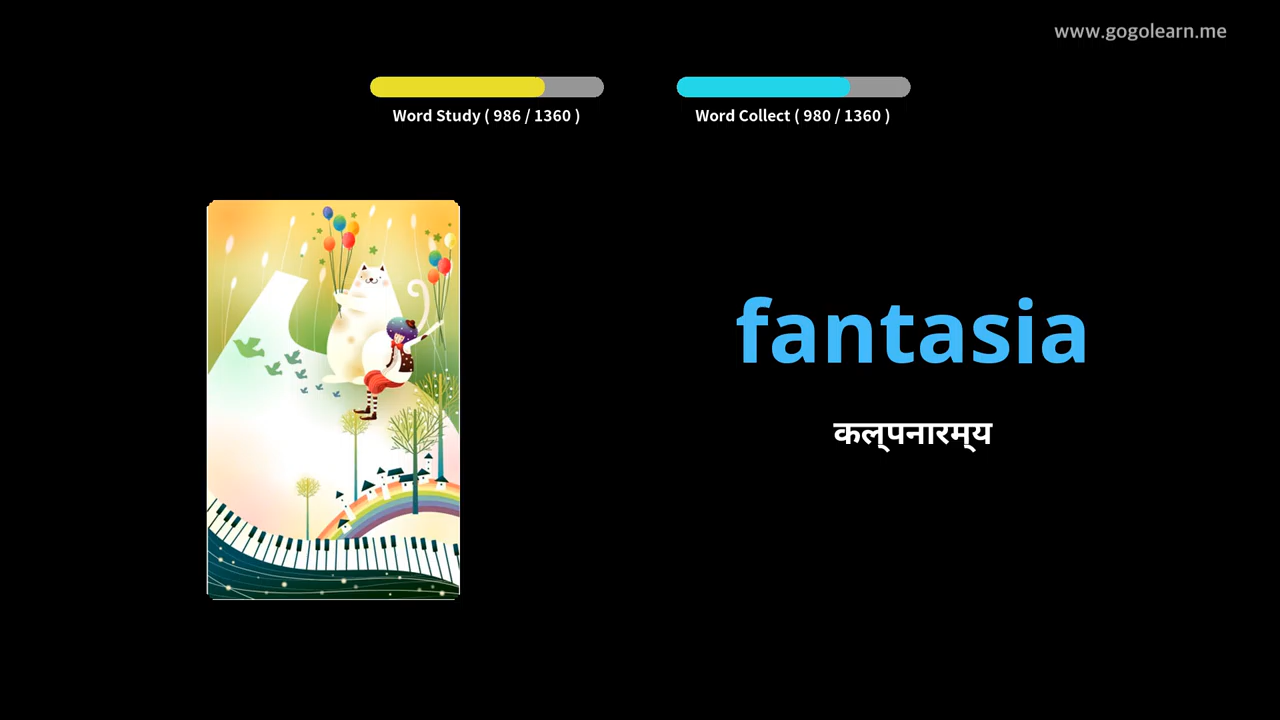 www.gogolearn.me
Word Study ( 986 / 1360 )
Word Collect ( 980 / 1360 )
fantasia
कल्पनारम्य